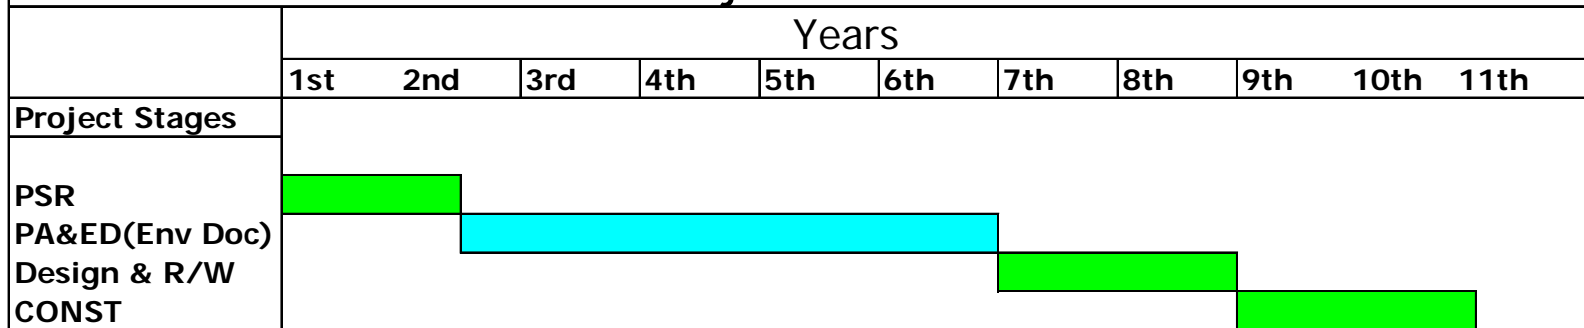 Years
1st 2nd 3rd 4th 5th 6th 7th 8th 9th 10th 11th
Project Stages
PSR
PA&ED(Env Doc)
Design & R/W
CONST